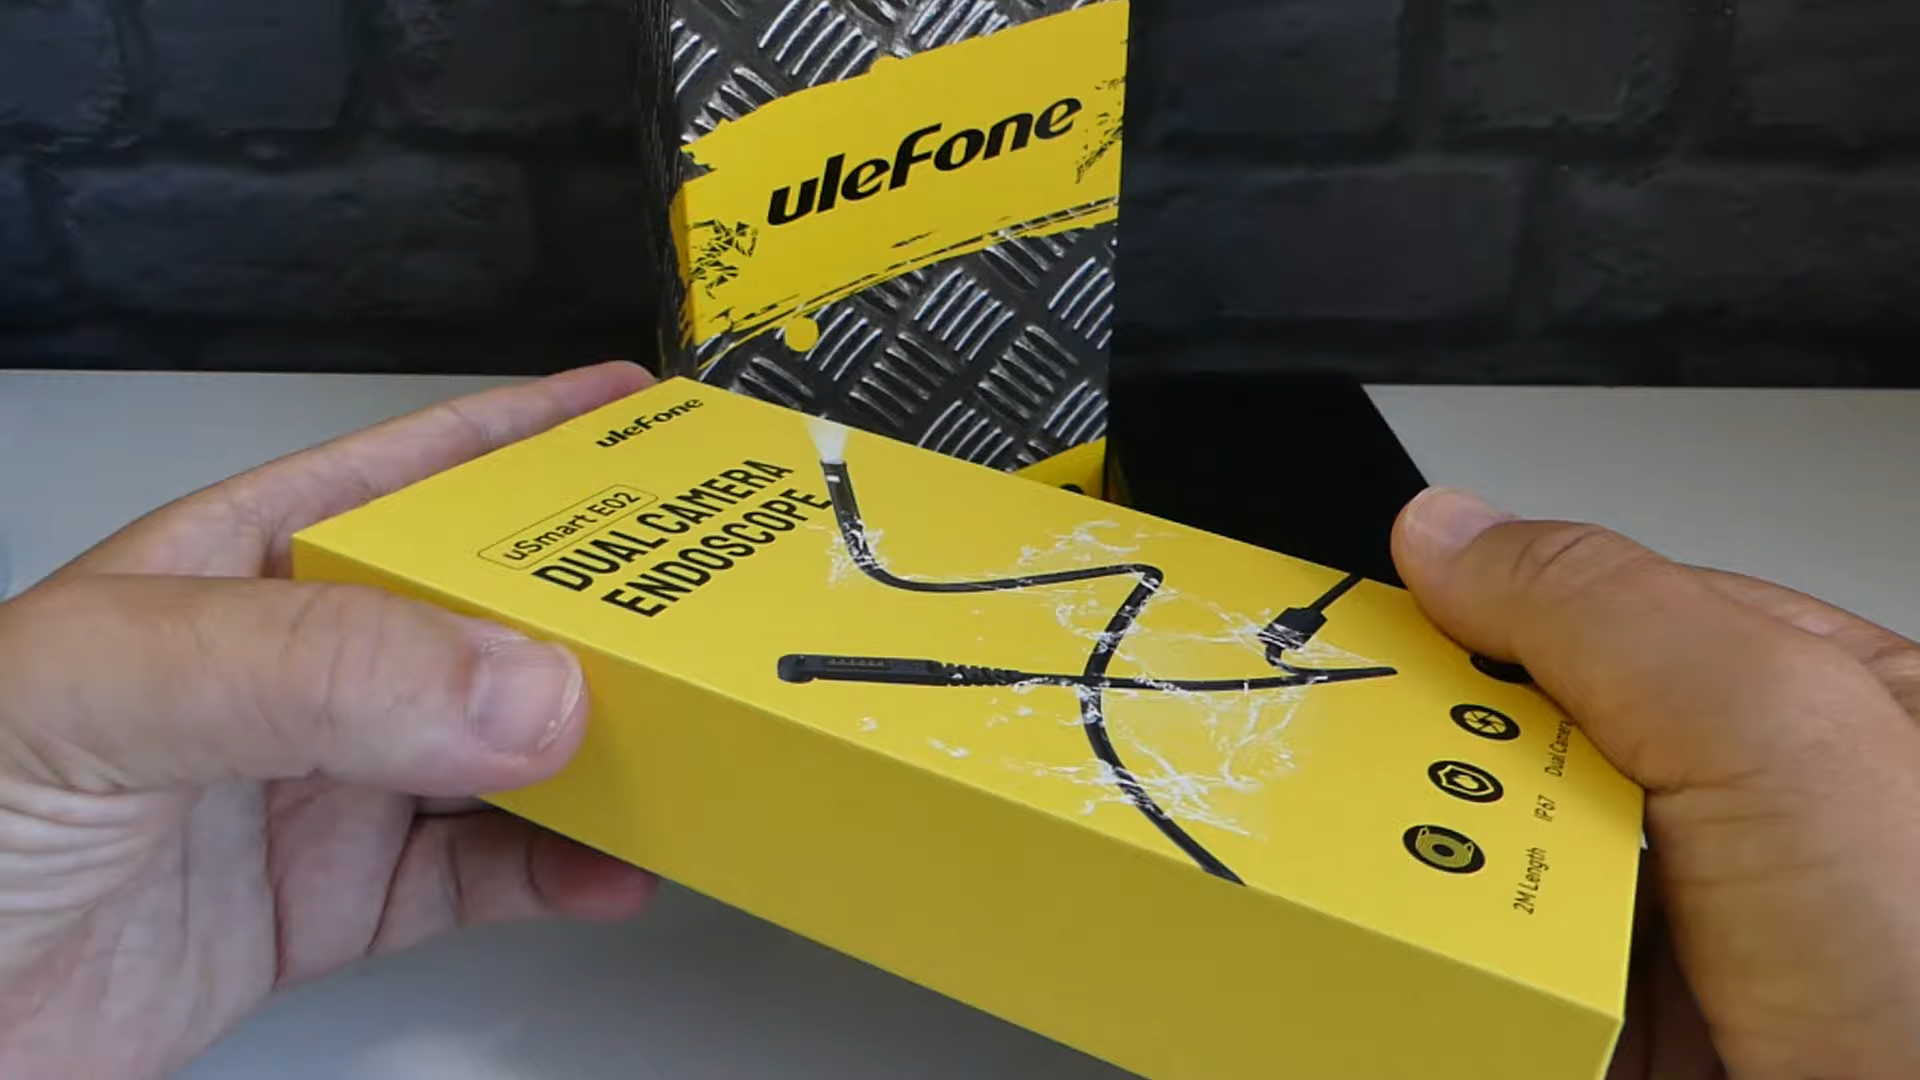 uleFone
uleFone
uSmart E02
DUAL CAMERA
ENDOSCOPE
Dual Camera
IP67
2M Length